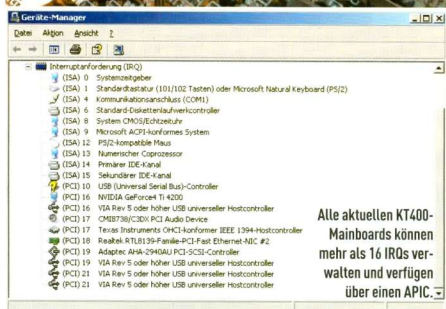 Geräte-Manager
Datei Aktion Ansicht ?
Interruptanforderung (IRQ)
(ISA) 0 Systemzeitgeber
(ISA) 1 Standardtastatur (101/102 Tasten) oder Microsoft Natural Keyboard (PS/2)
(ISA) 4 Kommunikationsanschluss (COM1)
(ISA) 6 Standard-Diskettenlaufwerkcontroller
(ISA) 8 System CMOS/Echtzeituhr
(ISA) 9 Microsoft ACPI-konformes System
(ISA) 12 PS/2-kompatible Maus
(ISA) 13 Numerischer Coprozessor
(ISA) 14 Primärer IDE-Kanal
(ISA) 15 Sekundärer IDE-Kanal
(PCI) 10 USB (Universal Serial Bus)-Controller
(PCI) 16 NVIDIA GeForce4 Ti 4200
(PCI) 16 VIA Rev 5 oder höher USB universeller Hostcontroller
(PCI) 17 CMI8738/C3DX PCI Audio Device
(PCI) 17 Texas Instruments OHCI-konformer IEEE 1394-Hostcontroller
(PCI) 18 Realtek RTL8139-Familie-PCI-Fast Ethernet-NIC #2
(PCI) 19 Adaptec AHA-2940AU PCI-SCSI-Controller
(PCI) 19 VIA Rev 5 oder höher USB universeller Hostcontroller
(PCI) 21 VIA Rev 5 oder höher USB universeller Hostcontroller
(PCI) 21 VIA Rev 5 oder höher USB universeller Hostcontroller
Alle aktuellen KT400-
Mainboards können
mehr als 16 IRQs ver-
walten und verfügen
über einen APIC.